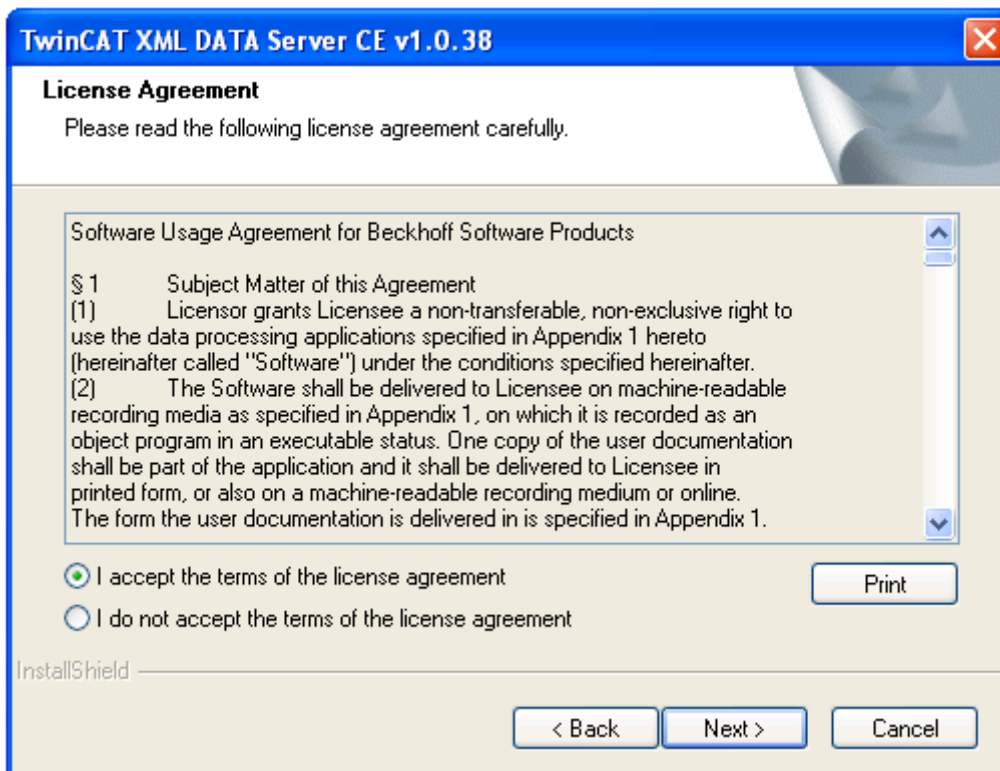 TwinCAT XML DATA Server CE v1.0.38
License Agreement
Please read the following license agreement carefully.
Software Usage Agreement for Beckhoff Software Products
§ 1 Subject Matter of this Agreement
(1) Licensor grants Licensee a non-transferable, non-exclusive right to
use the data processing applications specified in Appendix 1 hereto
(hereinafter called "Software") under the conditions specified hereinafter.
(2) The Software shall be delivered to Licensee on machine-readable
recording media as specified in Appendix 1, on which it is recorded as an
object program in an executable status. One copy of the user documentation
shall be part of the application and it shall be delivered to Licensee in
printed form, or also on a machine-readable recording medium or online.
The form the user documentation is delivered in is specified in Appendix 1.
I accept the terms of the license agreement
Print
I do not accept the terms of the license agreement
InstallShield
< Back Next > Cancel